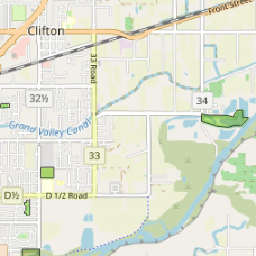 Front Street
Clifton
33 Road
32½
34
Grand Valley Canal
33
D½
D 1/2 Road